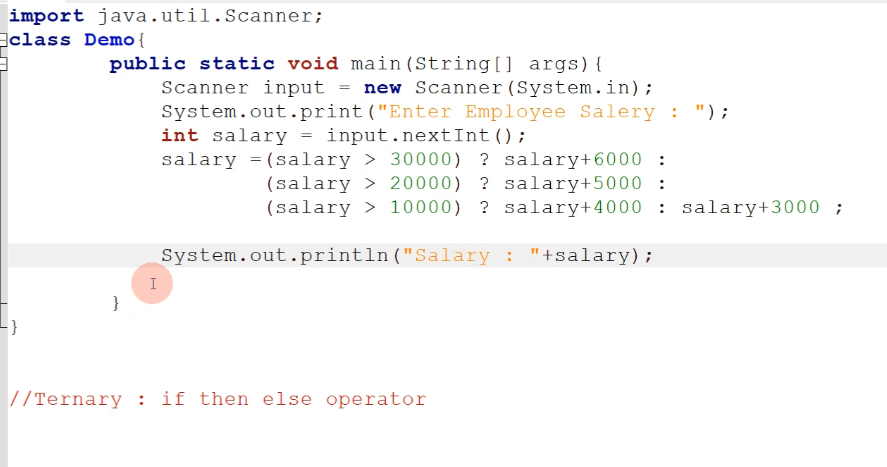 import java.util.Scanner;
class Demo{
public static void main(String[] args){
Scanner input = new Scanner(System.in);
System.out.print("Enter Employee Salery : ");
int salary = input.nextInt();
salary =(salary > 30000) ? salary+6000 :
(salary > 20000) ? salary+5000 :
(salary > 10000) ? salary+4000 : salary+3000 ;
System.out.println("Salary : "+salary);
}
}
//Ternary : if then else operator